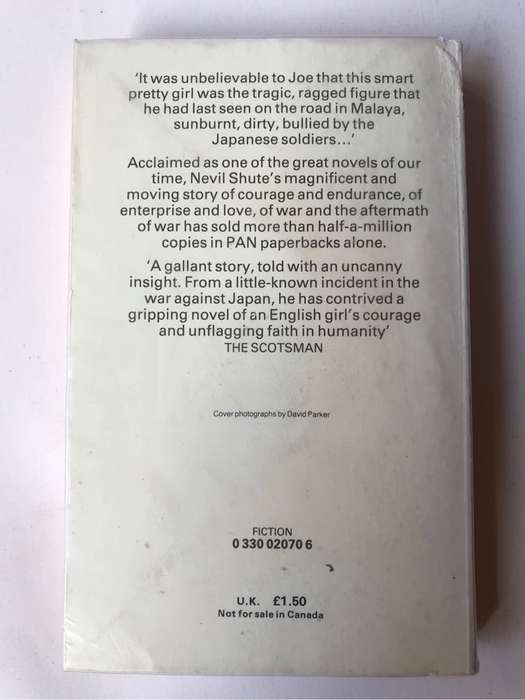 ‘It was unbelievable to Joe that this smart
pretty girl was the tragic, ragged figure that
he had last seen on the road in Malaya,
sunburnt, dirty, bullied by the
Japanese soldiers...’
Acclaimed as one of the great novels of our
time, Nevil Shute’s magnificent and
moving story of courage and endurance, of
enterprise and love, of war and the aftermath
of war has sold more than half-a-million
copies in PAN paperbacks alone.
‘A gallant story, told with an uncanny
insight. From a little-known incident in the
war against Japan, he has contrived a
gripping novel of an English girl’s courage
and unflagging faith in humanity’
THE SCOTSMAN
Cover photographs by David Parker
FICTION
0 330 02070 6
U.K. £1.50
Not for sale in Canada